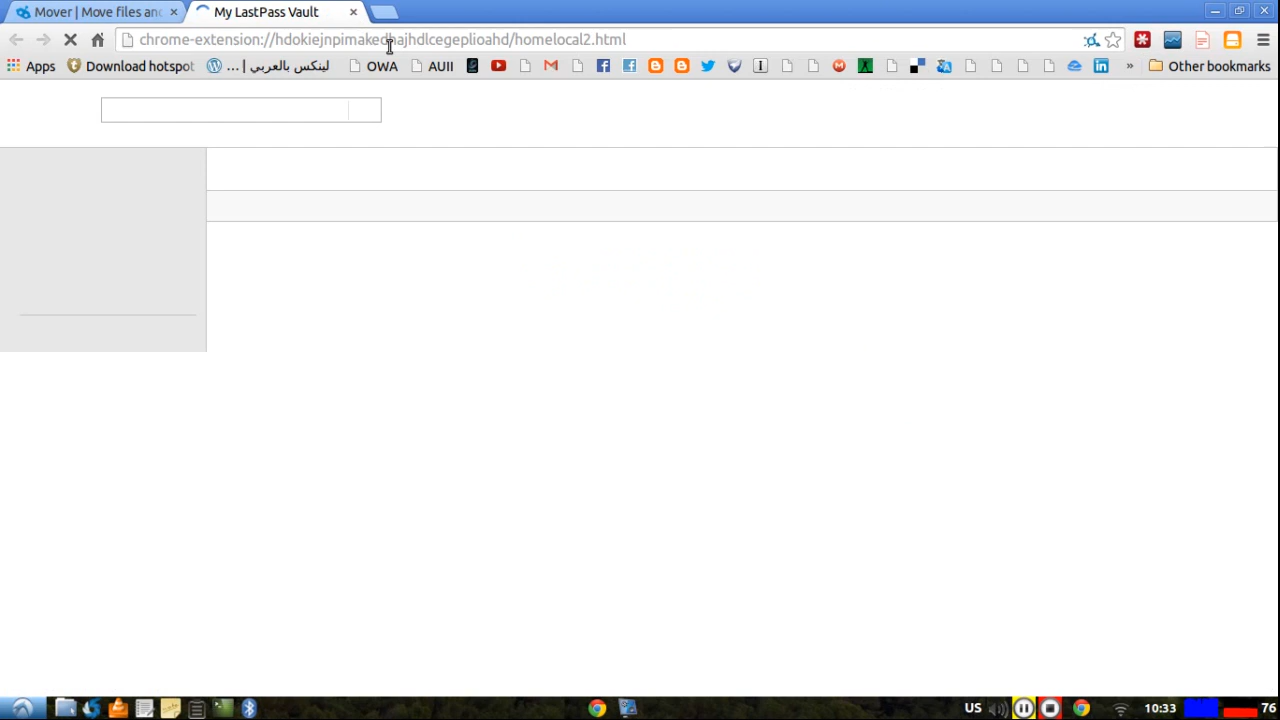 Mover | Move files an
My LastPass Vault
chrome-extension://hdokiejnpimakedhajhdlcegeplioahd/homelocal2.html
Apps
Download hotspot
لينكس بالعربي | ...
OWA
AUI!
Other bookmarks
US
10:33
76